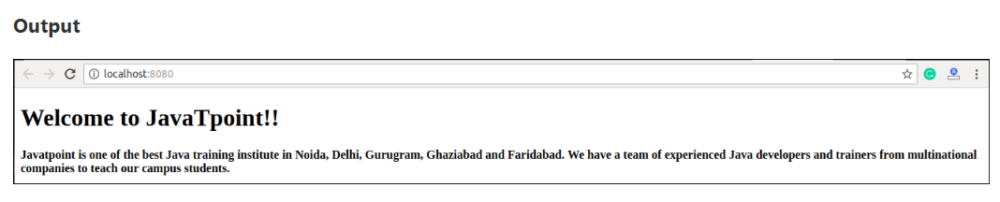 Output
localhost:8080
Welcome to JavaTpoint!!
Javatpoint is one of the best Java training institute in Noida, Delhi, Gurugram, Ghaziabad and Faridabad. We have a team of experienced Java developers and trainers from multinational
companies to teach our campus students.